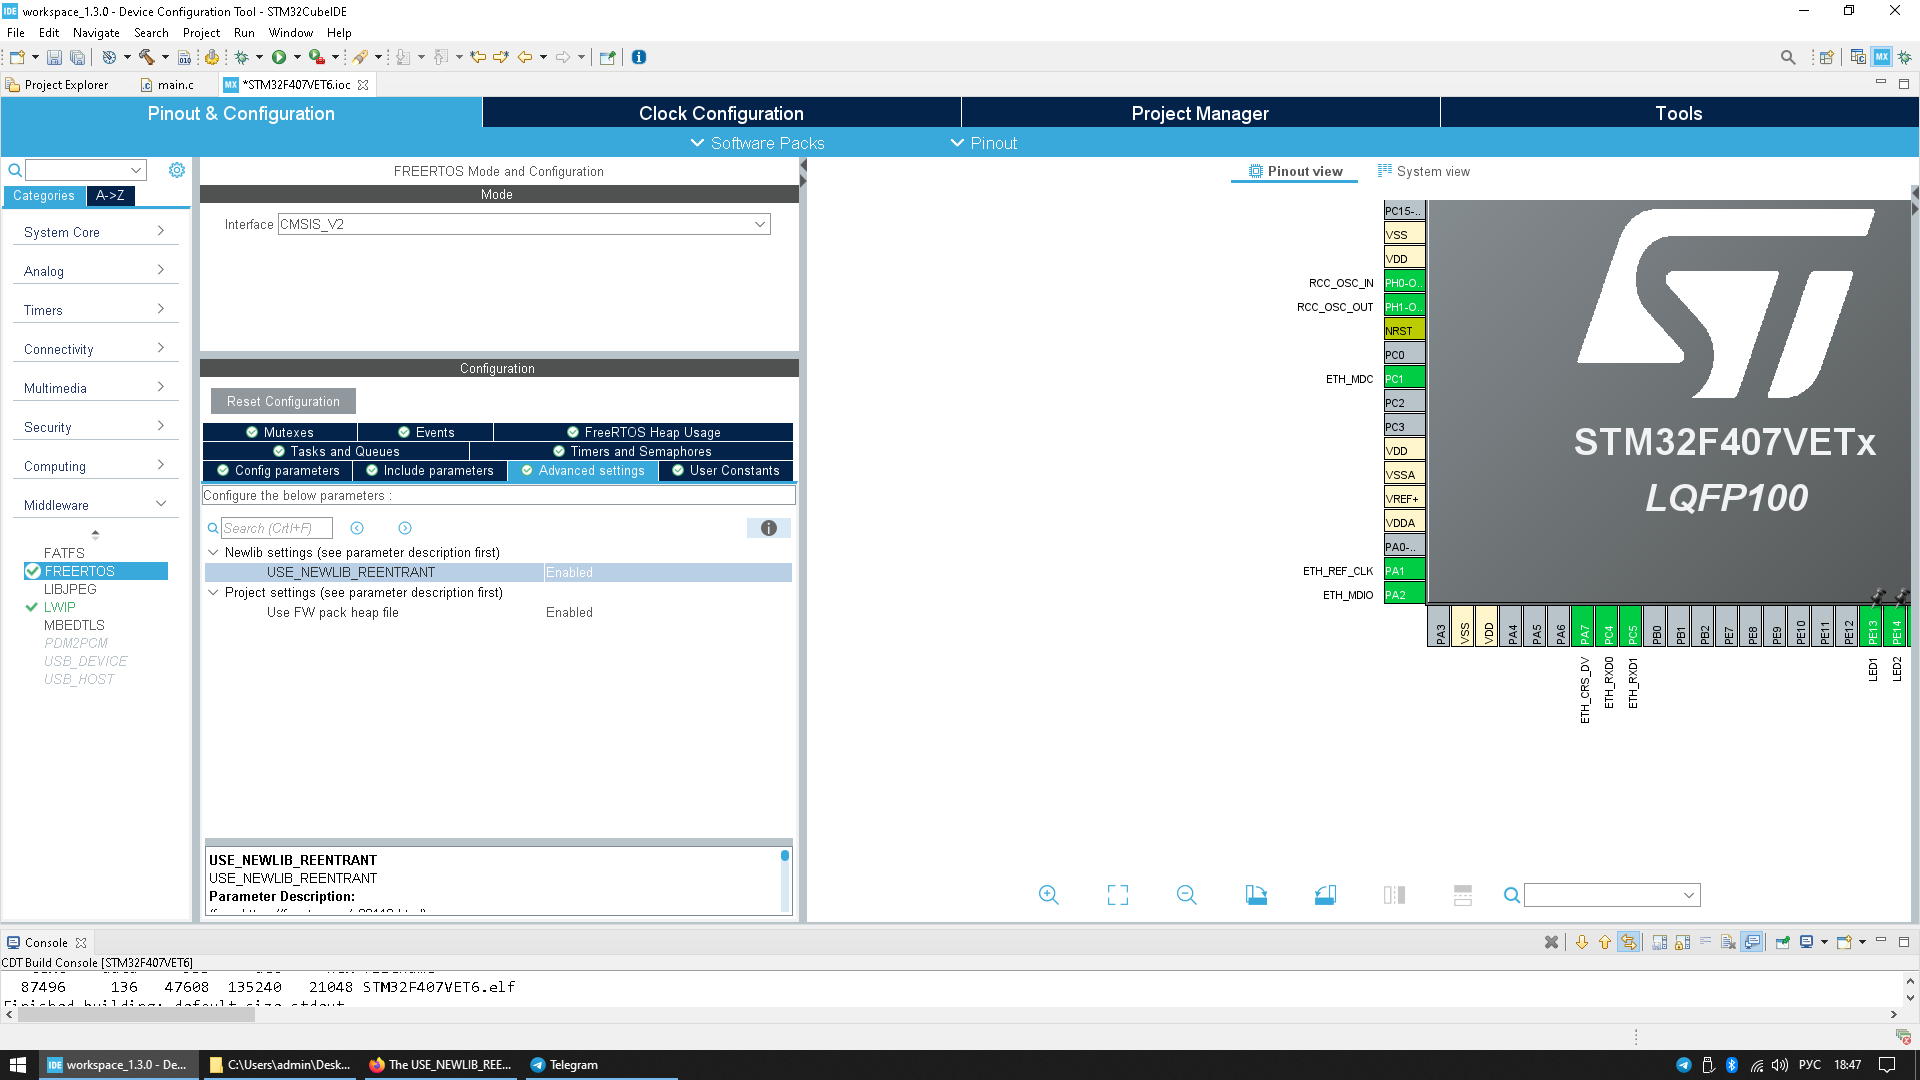 workspace_1.3.0 - Device Configuration Tool - STM32CubeIDE
File Edit Navigate Search Project Run Window Help
Project Explorer
main.c
*STM32F407VET6.ioc
Pinout & Configuration
Clock Configuration
Project Manager
Tools
Software Packs
Pinout
Categories
A->Z
System Core
Analog
Timers
Connectivity
Multimedia
Security
Computing
Middleware
FATFS
FREERTOS
LIBJPEG
LWIP
MBEDTLS
PDM2PCM
USB_DEVICE
USB_HOST
FREERTOS Mode and Configuration
Mode
Interface CMSIS_V2
Configuration
Reset Configuration
Mutexes
Events
FreeRTOS Heap Usage
Tasks and Queues
Timers and Semaphores
Config parameters
Include parameters
Advanced settings
User Constants
Configure the below parameters :
Search (CrtI+F)
Newlib settings (see parameter description first)
USE_NEWLIB_REENTRANT Enabled
Project settings (see parameter description first)
Use FW pack heap file Enabled
USE_NEWLIB_REENTRANT
USE_NEWLIB_REENTRANT
Parameter Description:
Pinout view
System view
PC15-..
VSS
VDD
RCC_OSC_IN PH0-O..
RCC_OSC_OUT PH1-O..
NRST
PC0
ETH_MDC PC1
PC2
PC3
VDD
VSSA
VREF+
VDDA
PA0-..
ETH_REF_CLK PA1
ETH_MDIO PA2
STM32F407VETx
LQFP100
PA3 VSS VDD PA4 PA5 PA6 PA7 PC4 PC5 PB0 PB1 PB2 PE7 PE8 PE9 PE10 PE11 PE12 PE13 PE14
ETH_CRS_DV ETH_RXD0 ETH_RXD1 LED1 LED2
Console
CDT Build Console [STM32F407VET6]
87496 136 47608 135240 21048 STM32F407VET6.elf
IDE workspace_1.3.0 - De...
C:\Users\admin\Desk...
The USE_NEWLIB_REE...
Telegram
РУС
18:47